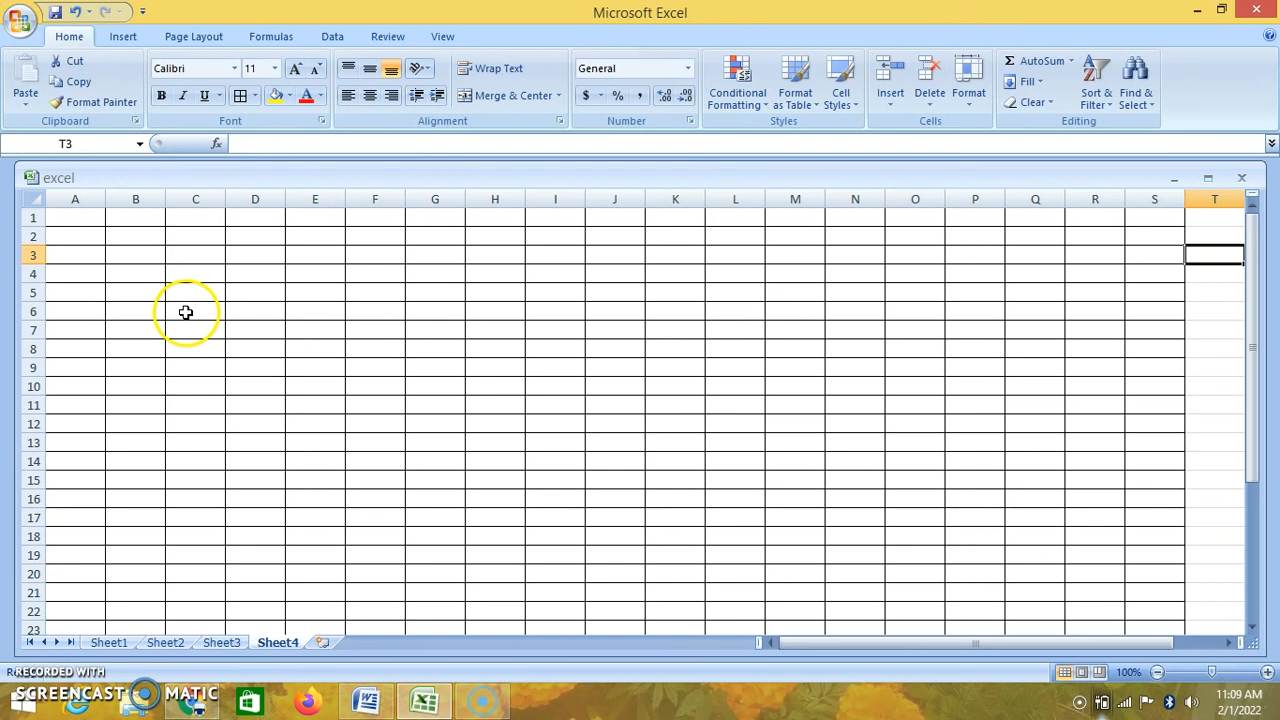 Microsoft Excel
Home Insert Page Layout Formulas Data Review View
Cut
Copy
Format Painter
Paste
Clipboard
Calibri 11
B I U
Font
Wrap Text
Merge & Center
Alignment
General
$ % ,
Number
Conditional Formatting
Format as Table
Cell Styles
Styles
Insert Delete Format
Cells
Σ AutoSum
Fill
Clear
Sort & Filter
Find & Select
Editing
T3 fx
excel
A B C D E F G H I J K L M N O P Q R S T
1
2
3
4
5
6
7
8
9
10
11
12
13
14
15
16
17
18
19
20
21
22
23
Sheet1 Sheet2 Sheet3 Sheet4
100%
RECORDED WITH
SCREENCAST MATIC
11:09 AM
2/1/2022